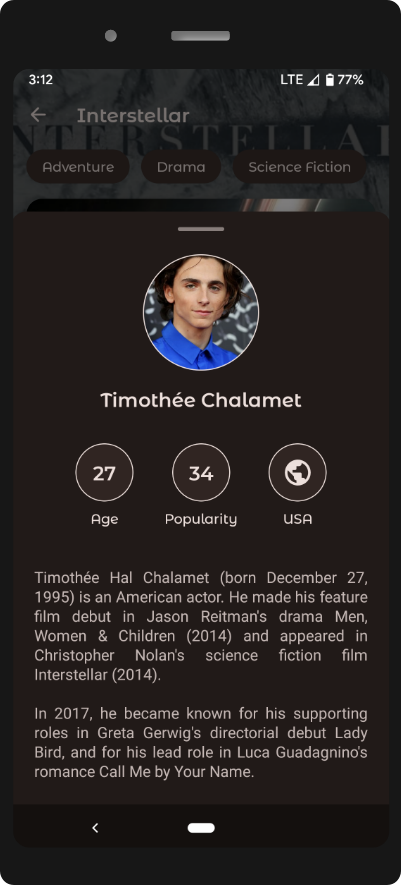 3:12 LTE 77%
Interstellar
INTERSTELLAR
Adventure Drama Science Fiction
Timothée Chalamet
27 34
Age Popularity USA
Timothée Hal Chalamet (born December 27,
1995) is an American actor. He made his feature
film debut in Jason Reitman's drama Men,
Women & Children (2014) and appeared in
Christopher Nolan's science fiction film
Interstellar (2014).
In 2017, he became known for his supporting
roles in Greta Gerwig's directorial debut Lady
Bird, and for his lead role in Luca Guadagnino's
romance Call Me by Your Name.